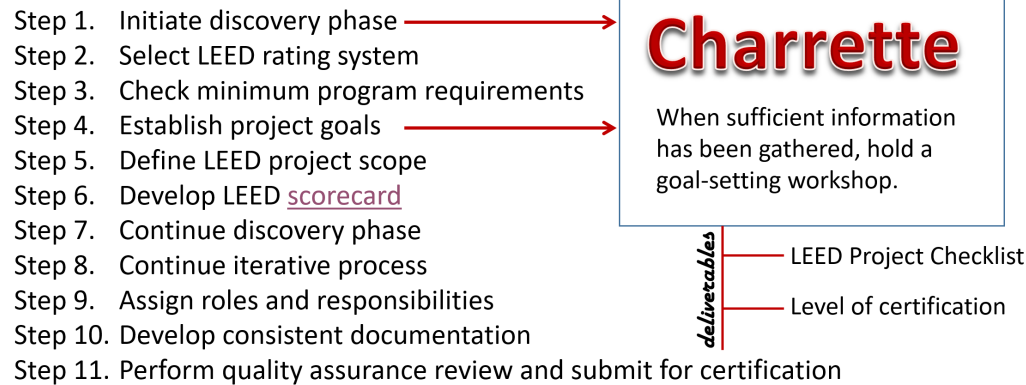 Step 1. Initiate discovery phase
Step 2. Select LEED rating system
Step 3. Check minimum program requirements
Step 4. Establish project goals
Step 5. Define LEED project scope
Step 6. Develop LEED scorecard
Step 7. Continue discovery phase
Step 8. Continue iterative process
Step 9. Assign roles and responsibilities
Step 10. Develop consistent documentation
Step 11. Perform quality assurance review and submit for certification
Charrette
When sufficient information
has been gathered, hold a
goal-setting workshop.
deliverables
LEED Project Checklist
Level of certification